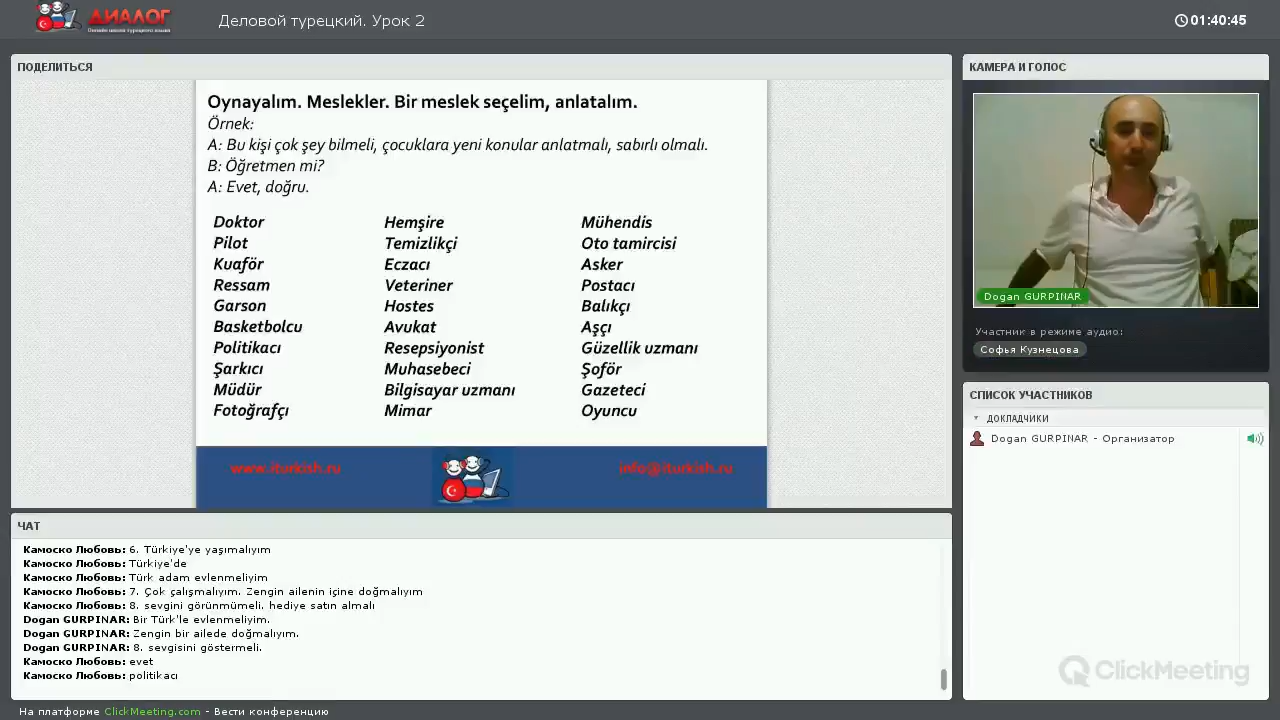 ДИАЛОГ
Онлайн школа турецкого языка
Деловой турецкий. Урок 2
01:40:45
ПОДЕЛИТЬСЯ
Oynayalım. Meslekler. Bir meslek seçelim, anlatalım.
Örnek:
A: Bu kişi çok şey bilmeli, çocuklara yeni konular anlatmalı, sabırlı olmalı.
B: Öğretmen mi?
A: Evet, doğru.
Doktor Hemşire Mühendis
Pilot Temizlikçi Oto tamircisi
Kuaför Eczacı Asker
Ressam Veteriner Postacı
Garson Hostes Balıkçı
Basketbolcu Avukat Aşçı
Politikacı Resepsiyonist Güzellik uzmanı
Şarkıcı Muhasebeci Şoför
Müdür Bilgisayar uzmanı Gazeteci
Fotoğrafçı Mimar Oyuncu
www.iturkish.ru info@iturkish.ru
КАМЕРА И ГОЛОС
Dogan GURPINAR
Участник в режиме аудио:
Софья Кузнецова
СПИСОК УЧАСТНИКОВ
ДОКЛАДЧИКИ
Dogan GURPINAR - Организатор
ClickMeeting
ЧАТ
Камоско Любовь: 6. Türkiye'ye yaşımalıyım
Камоско Любовь: Türkiye'de
Камоско Любовь: Türk adam evlenmeliyim
Камоско Любовь: 7. Çok çalışmalıyım. Zengin ailenin içine doğmalıyım
Камоско Любовь: 8. sevgini görünmümeli. hediye satın almalı
Dogan GURPINAR: Bir Türk'le evlenmeliyim.
Dogan GURPINAR: Zengin bir ailede doğmalıyım.
Dogan GURPINAR: 8. sevgisini göstermeli.
Камоско Любовь: evet
Камоско Любовь: politikacı
На платформе ClickMeeting.com - Вести конференцию